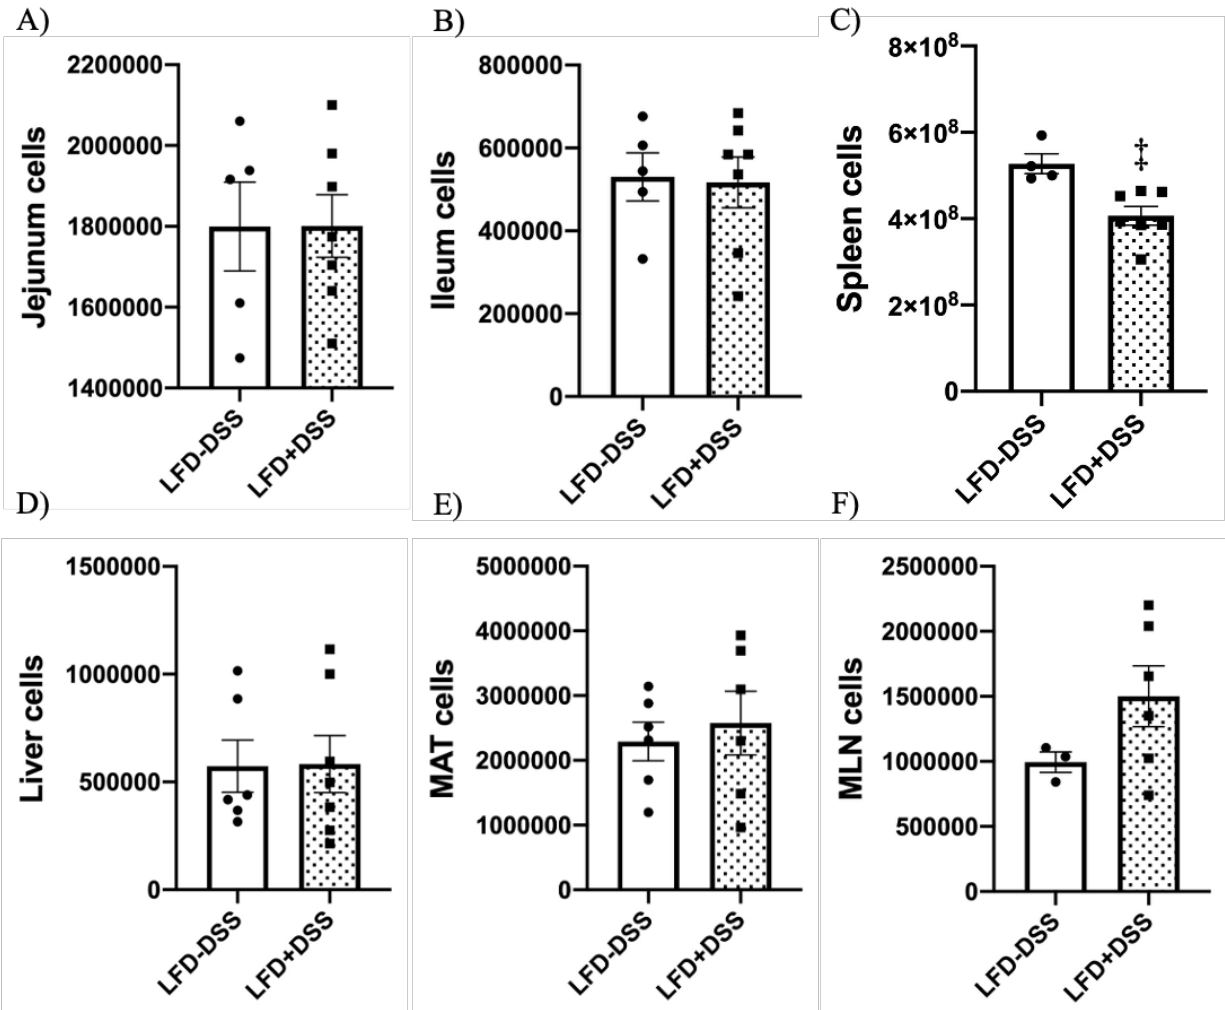 A)
Jejunum cells
2200000
2000000
1800000
1600000
1400000
LFD-DSS
LFD+DSS
B)
Ileum cells
800000
600000
400000
200000
0
LFD-DSS
LFD+DSS
C)
Spleen cells
8×10⁸
6×10⁸
4×10⁸
2×10⁸
0
‡
LFD-DSS
LFD+DSS
D)
Liver cells
1500000
1000000
500000
0
LFD-DSS
LFD+DSS
E)
MAT cells
5000000
4000000
3000000
2000000
1000000
0
LFD-DSS
LFD+DSS
F)
MLN cells
2500000
2000000
1500000
1000000
500000
0
LFD-DSS
LFD+DSS